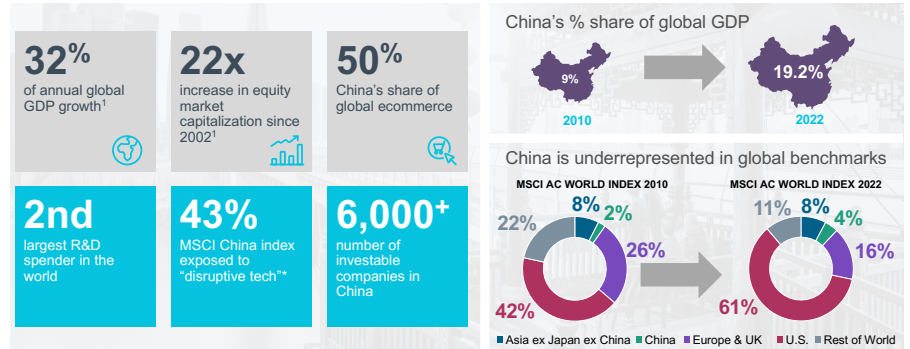 32%
of annual global
GDP growth1
22x
increase in equity
market
capitalization since
20021
50%
China's share of
global ecommerce
2nd
largest R&D
spender in the
world
43%
MSCI China index
exposed to
“disruptive tech”*
6,000+
number of
investable
companies in
China
China's % share of global GDP
9%
2010
19.2%
2022
China is underrepresented in global benchmarks
MSCI AC WORLD INDEX 2010
8%
2%
26%
42%
22%
MSCI AC WORLD INDEX 2022
8%
4%
16%
61%
11%
Asia ex Japan ex China China Europe & UK U.S. Rest of World